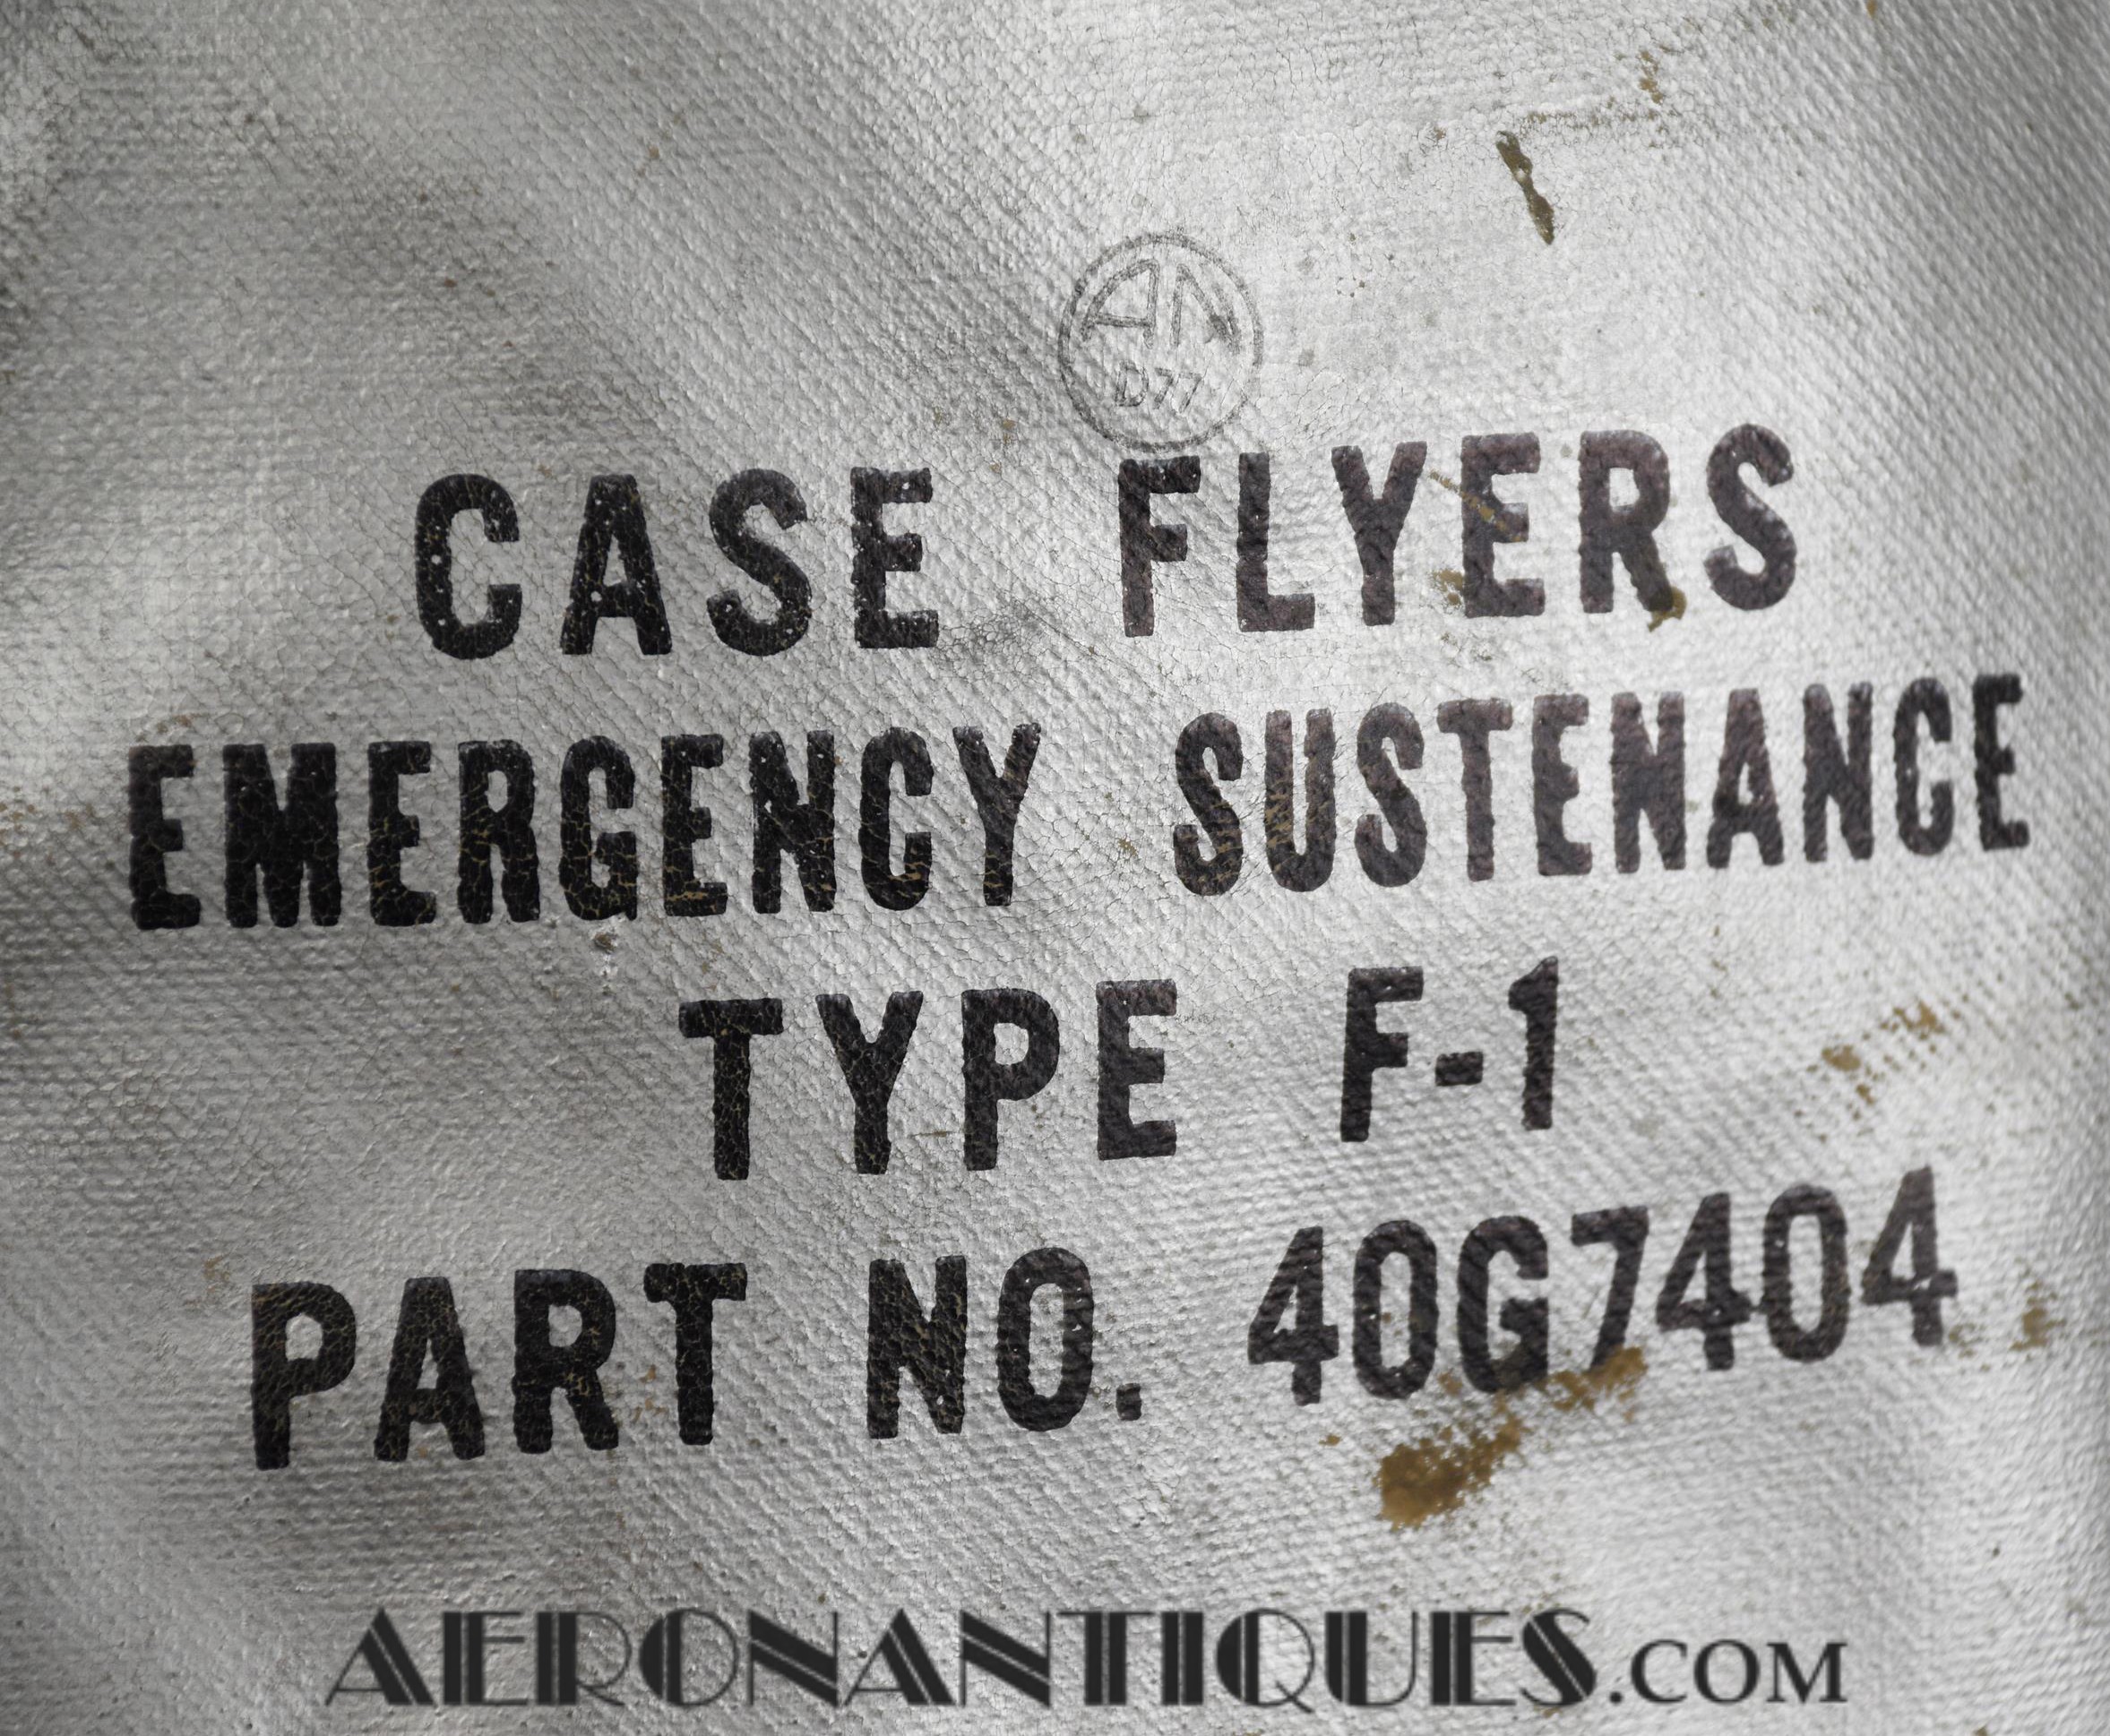 AN
D77
CASE FLYERS
EMERGENCY SUSTENANCE
TYPE F-1
PART NO. 40G7404
AERONANTIQUES.COM